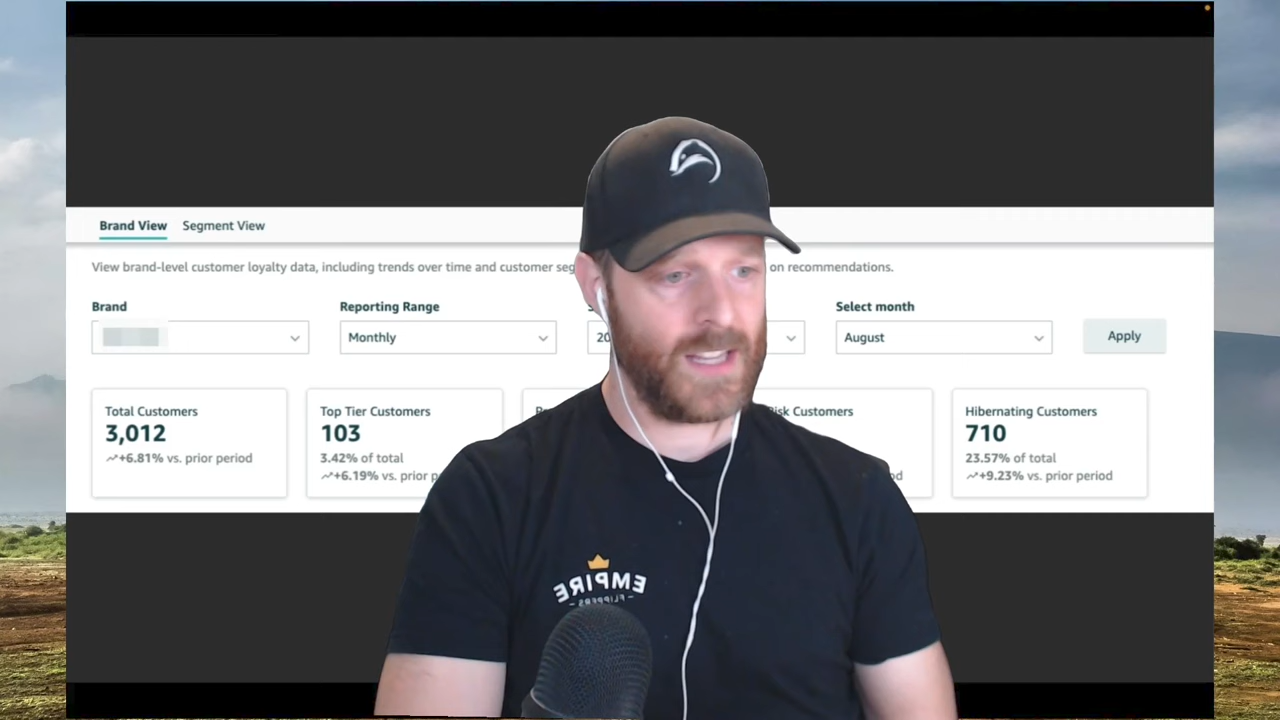 Brand View Segment View
View brand-level customer loyalty data, including trends over time and customer seg on recommendations.
Brand Reporting Range Select month
Monthly 20 August Apply
Total Customers Top Tier Customers isk Customers Hibernating Customers
3,012 103 710
+6.81% vs. prior period 3.42% of total 23.57% of total
+6.19% vs. prior p od +9.23% vs. prior period
EMPIRE
FLIPPERS